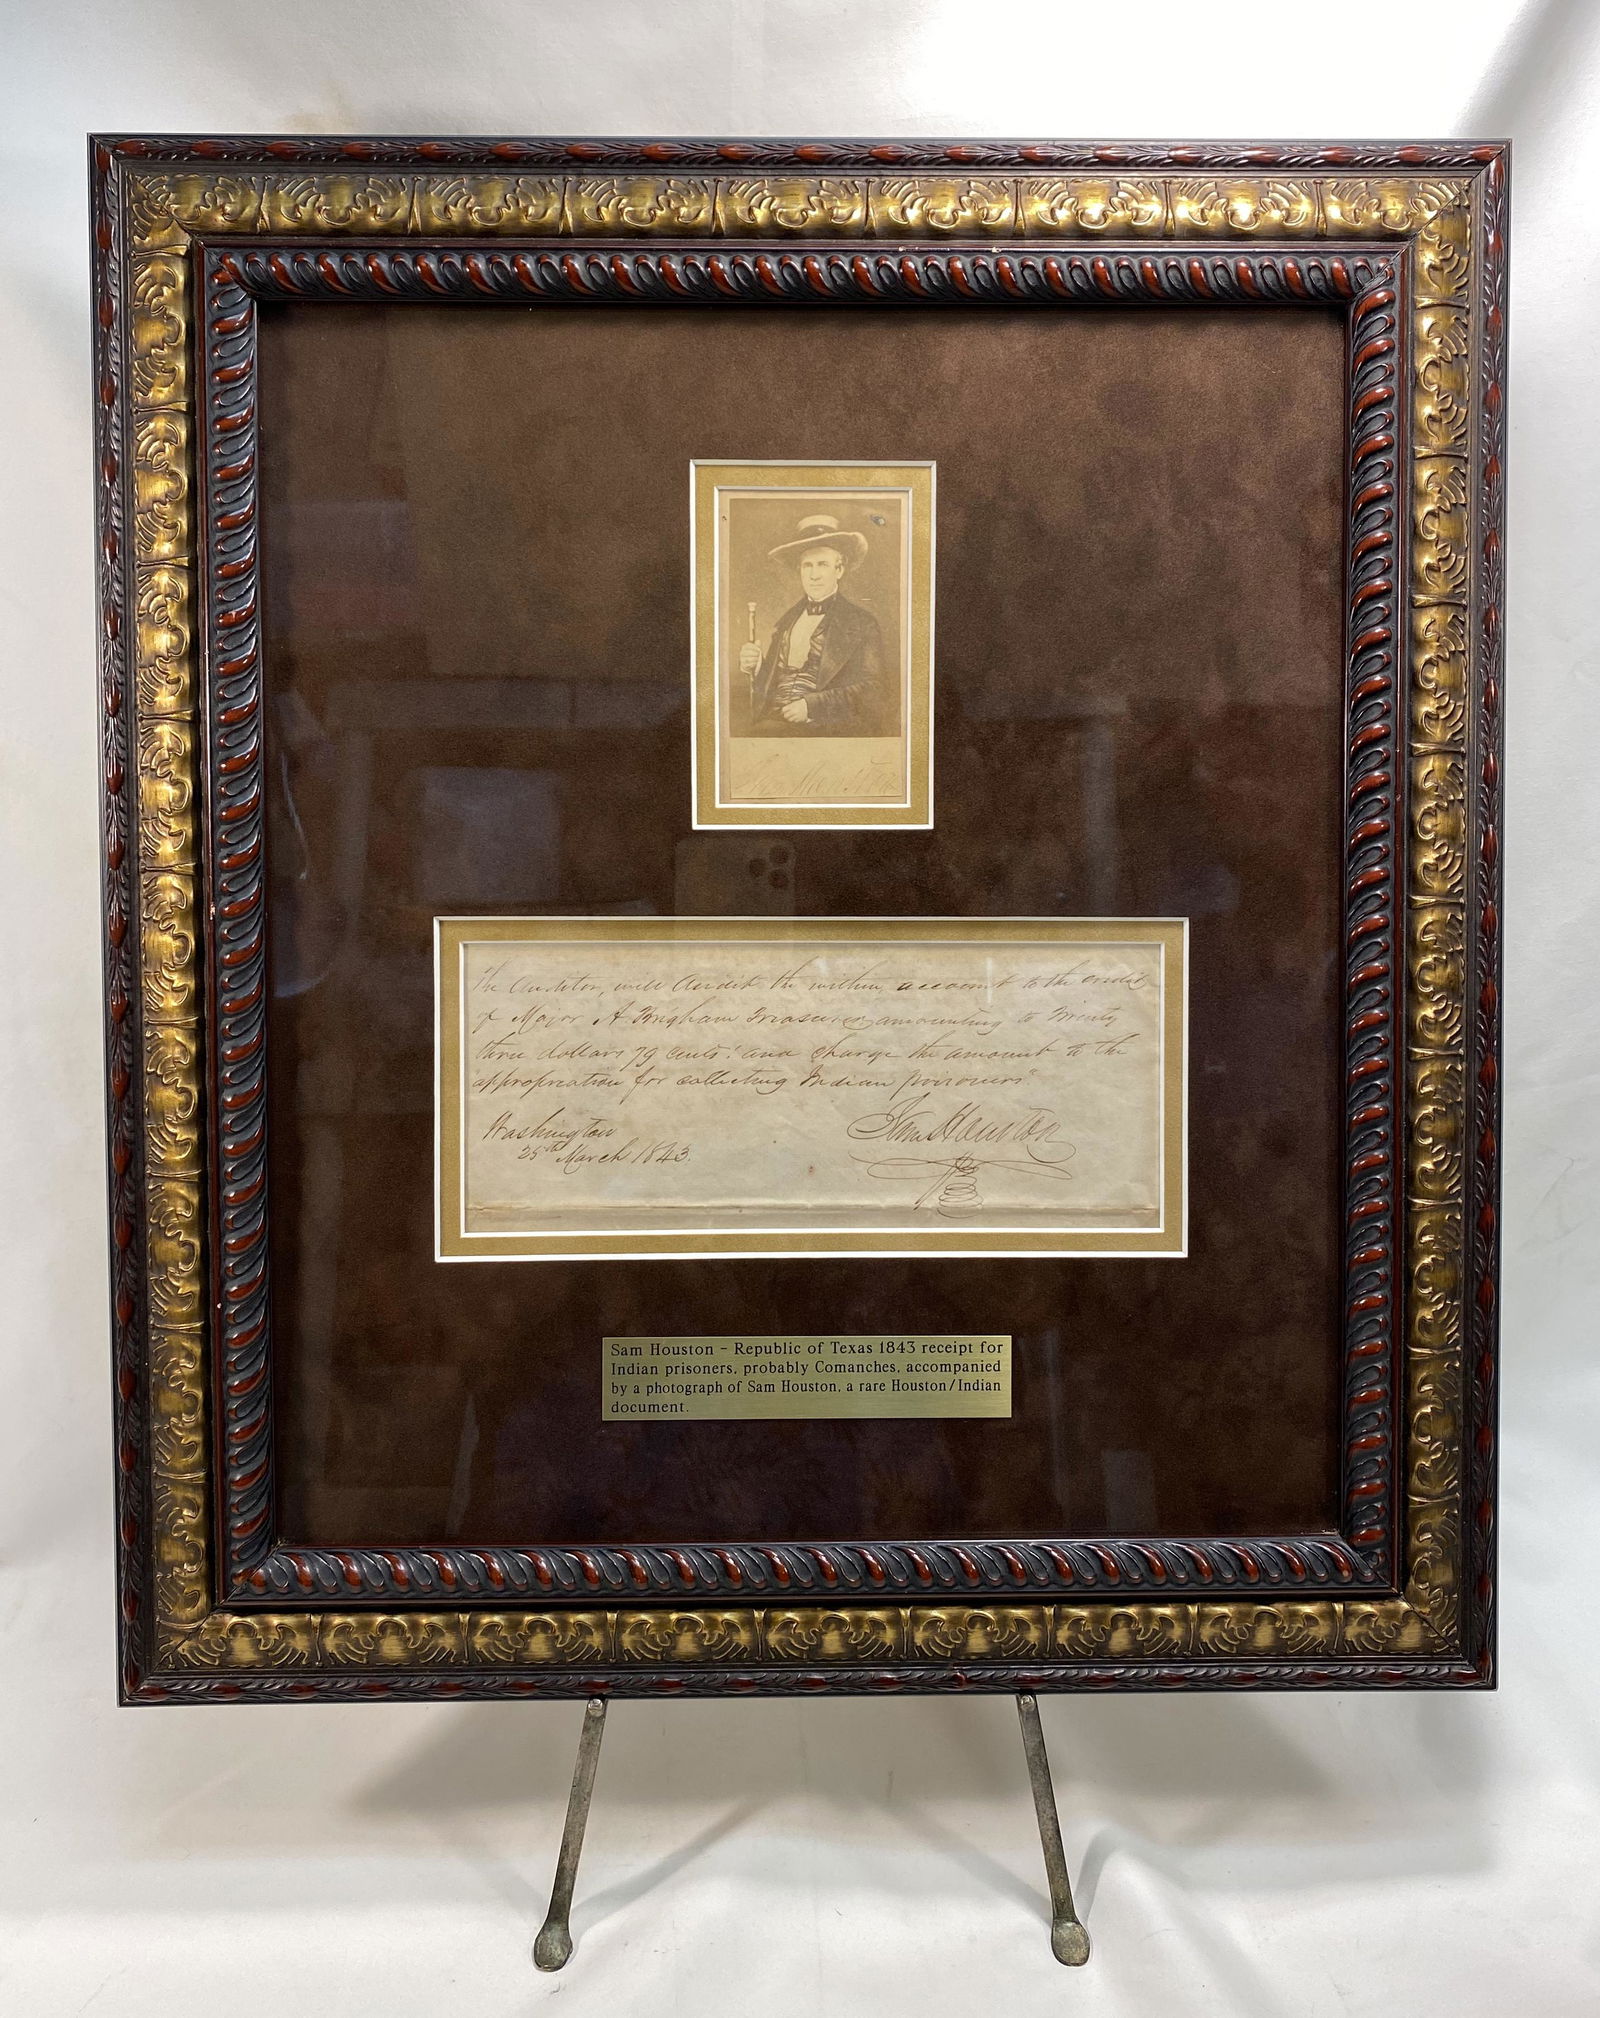 Sam Houston
The Auditor, will Audit the within account to the credit
of Major A Bingham Treasurer amounting to Twenty
three dollars 79 cents: and charge the amount to the
appropriation for collecting Indian prisoners"
Washington
25th March 1843.
Sam Houston
Sam Houston – Republic of Texas 1843 receipt for
Indian prisoners, probably Comanches, accompanied
by a photograph of Sam Houston, a rare Houston/Indian
document.